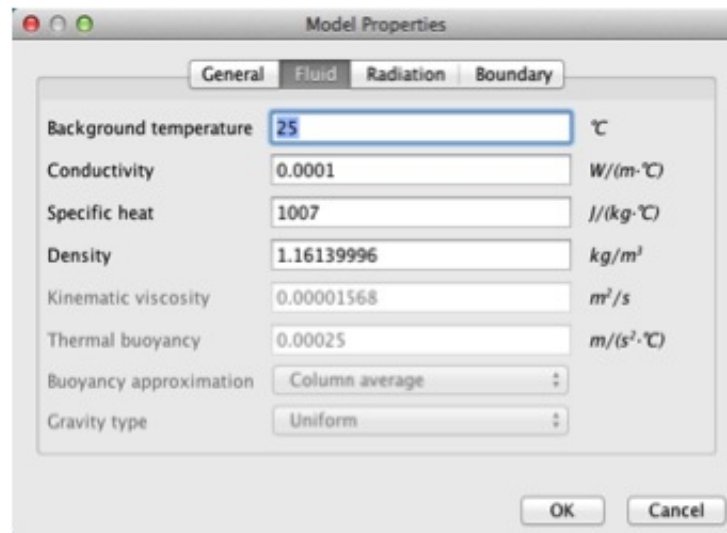 Model Properties
General Fluid Radiation Boundary
Background temperature 25 °C
Conductivity 0.0001 W/(m·°C)
Specific heat 1007 J/(kg·°C)
Density 1.16139996 kg/m³
Kinematic viscosity 0.00001568 m²/s
Thermal buoyancy 0.00025 m/(s²·°C)
Buoyancy approximation Column average
Gravity type Uniform
OK Cancel